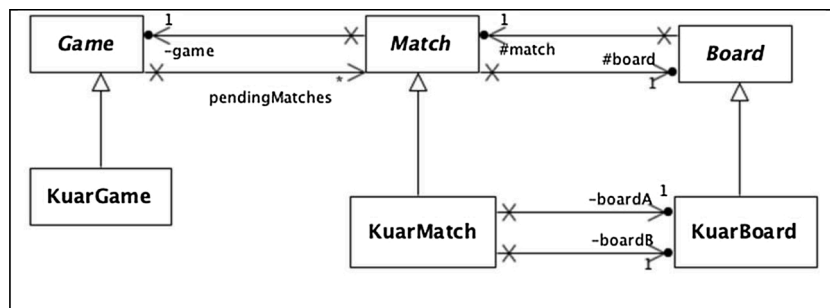 1
1
Game
Match
Board
-game
#match
#board
*
1
pendingMatches
KuarGame
1
-boardA
KuarMatch
KuarBoard
-boardB
1